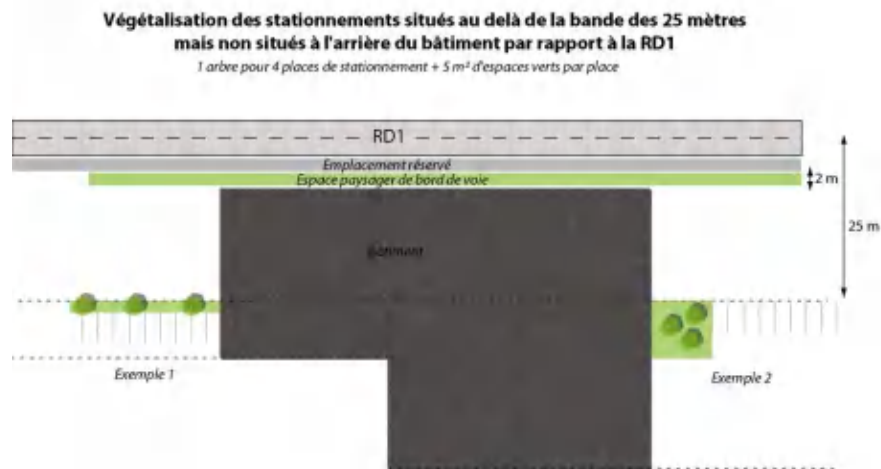 Végétalisation des stationnements situés au delà de la bande des 25 mètres
mais non situés à l'arrière du bâtiment par rapport à la RD1
1 arbre pour 4 places de stationnement + 5 m² d'espaces verts par place
RD1
Emplacement réservé
Espace paysager de bord de voie
2 m
25 m
Bâtiment
Exemple 1
Exemple 2